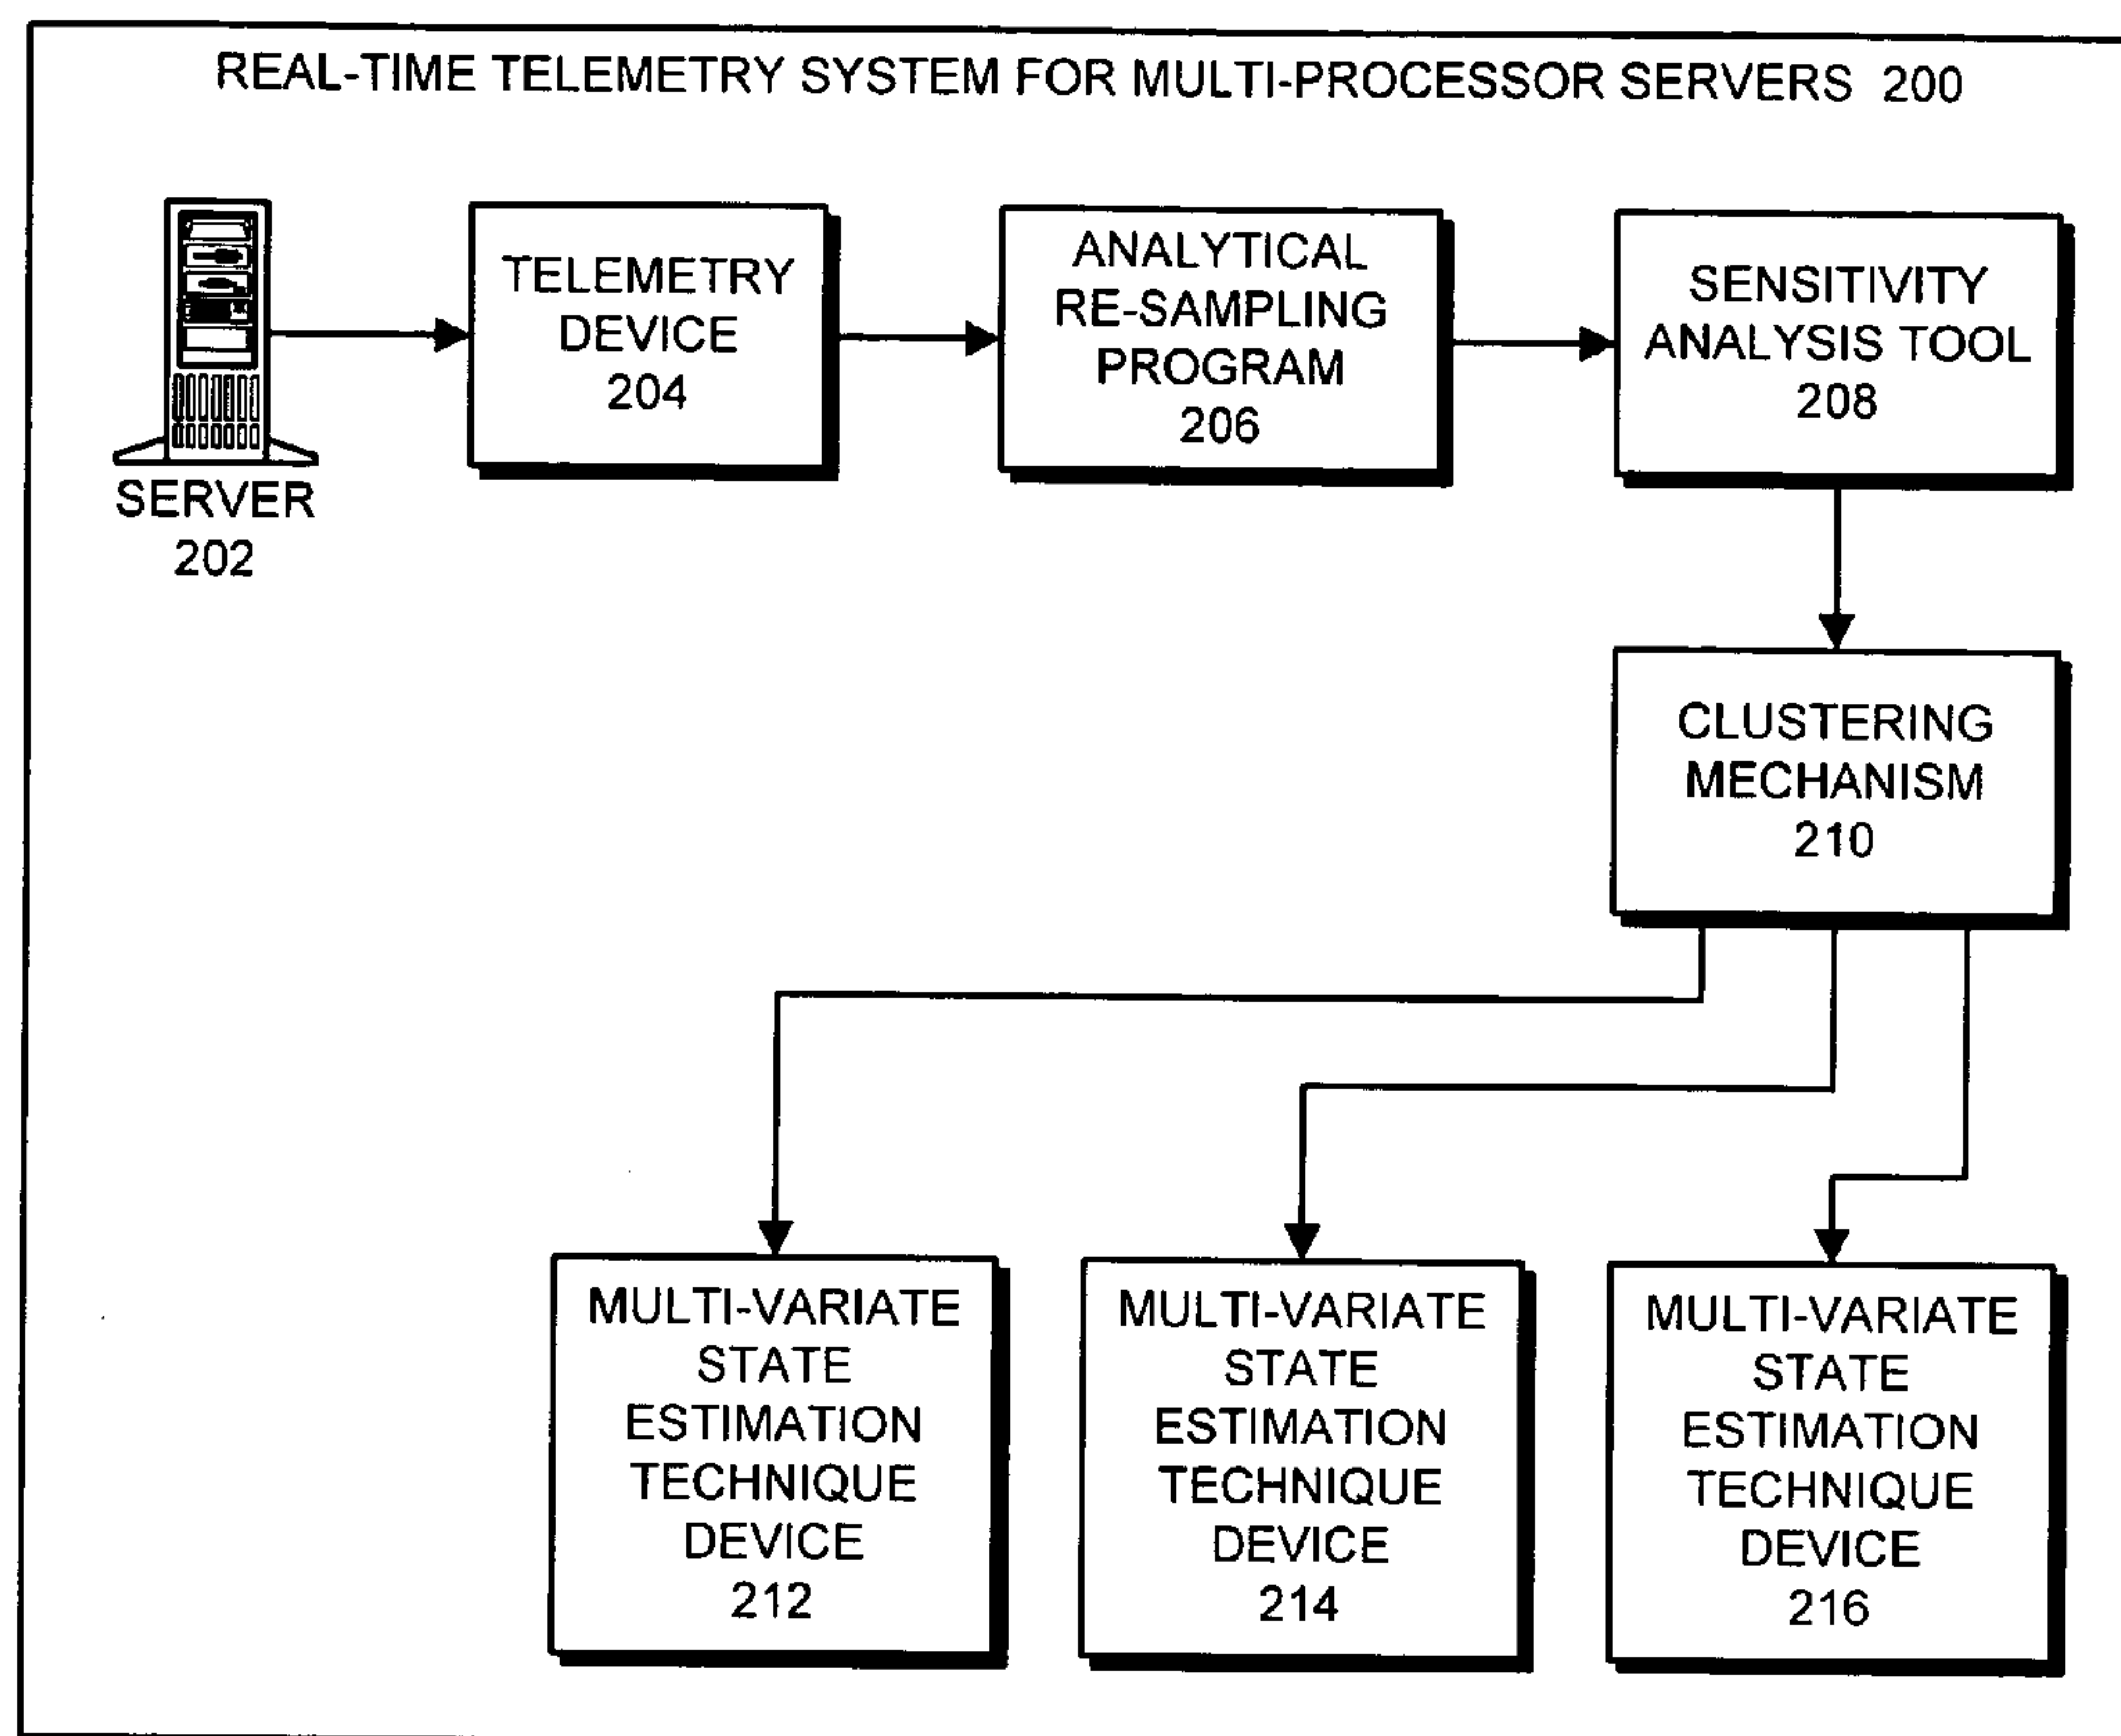 REAL-TIME TELEMETRY SYSTEM FOR MULTI-PROCESSOR SERVERS 200
SERVER
202
TELEMETRY
DEVICE
204
ANALYTICAL
RE-SAMPLING
PROGRAM
206
SENSITIVITY
ANALYSIS TOOL
208
CLUSTERING
MECHANISM
210
MULTI-VARIATE
STATE
ESTIMATION
TECHNIQUE
DEVICE
212
MULTI-VARIATE
STATE
ESTIMATION
TECHNIQUE
DEVICE
214
MULTI-VARIATE
STATE
ESTIMATION
TECHNIQUE
DEVICE
216